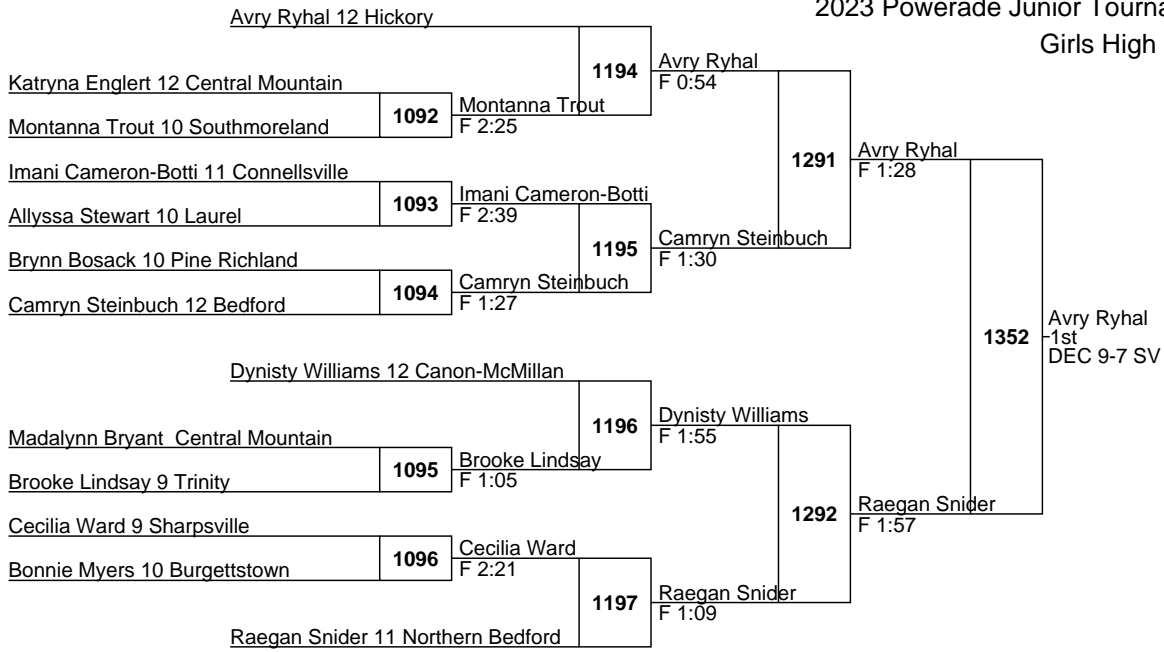 2023 Powerade Junior Tourna
Girls High
Avry Ryhal 12 Hickory
1194
Avry Ryhal
F 0:54
Katryna Englert 12 Central Mountain
1092
Montanna Trout
F 2:25
Montanna Trout 10 Southmoreland
1291
Avry Ryhal
F 1:28
Imani Cameron-Botti 11 Connellsville
1093
Imani Cameron-Botti
F 2:39
Allyssa Stewart 10 Laurel
1195
Camryn Steinbuch
F 1:30
Brynn Bosack 10 Pine Richland
1094
Camryn Steinbuch
F 1:27
Camryn Steinbuch 12 Bedford
1352
Avry Ryhal
1st
DEC 9-7 SV
Dynisty Williams 12 Canon-McMillan
1196
Dynisty Williams
F 1:55
Madalynn Bryant  Central Mountain
1095
Brooke Lindsay
F 1:05
Brooke Lindsay 9 Trinity
1292
Raegan Snider
F 1:57
Cecilia Ward 9 Sharpsville
1096
Cecilia Ward
F 2:21
Bonnie Myers 10 Burgettstown
1197
Raegan Snider
F 1:09
Raegan Snider 11 Northern Bedford